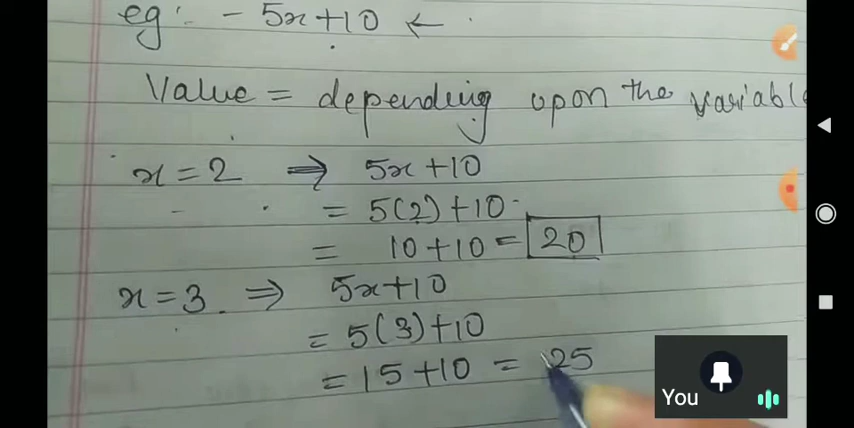 eg: - 5x+10 ←
Value = depending upon the variable
x = 2 ⇒ 5x+10
= 5(2)+10
= 10+10 = 20
x = 3 ⇒ 5x+10
= 5(3)+10
= 15+10 = 25
You